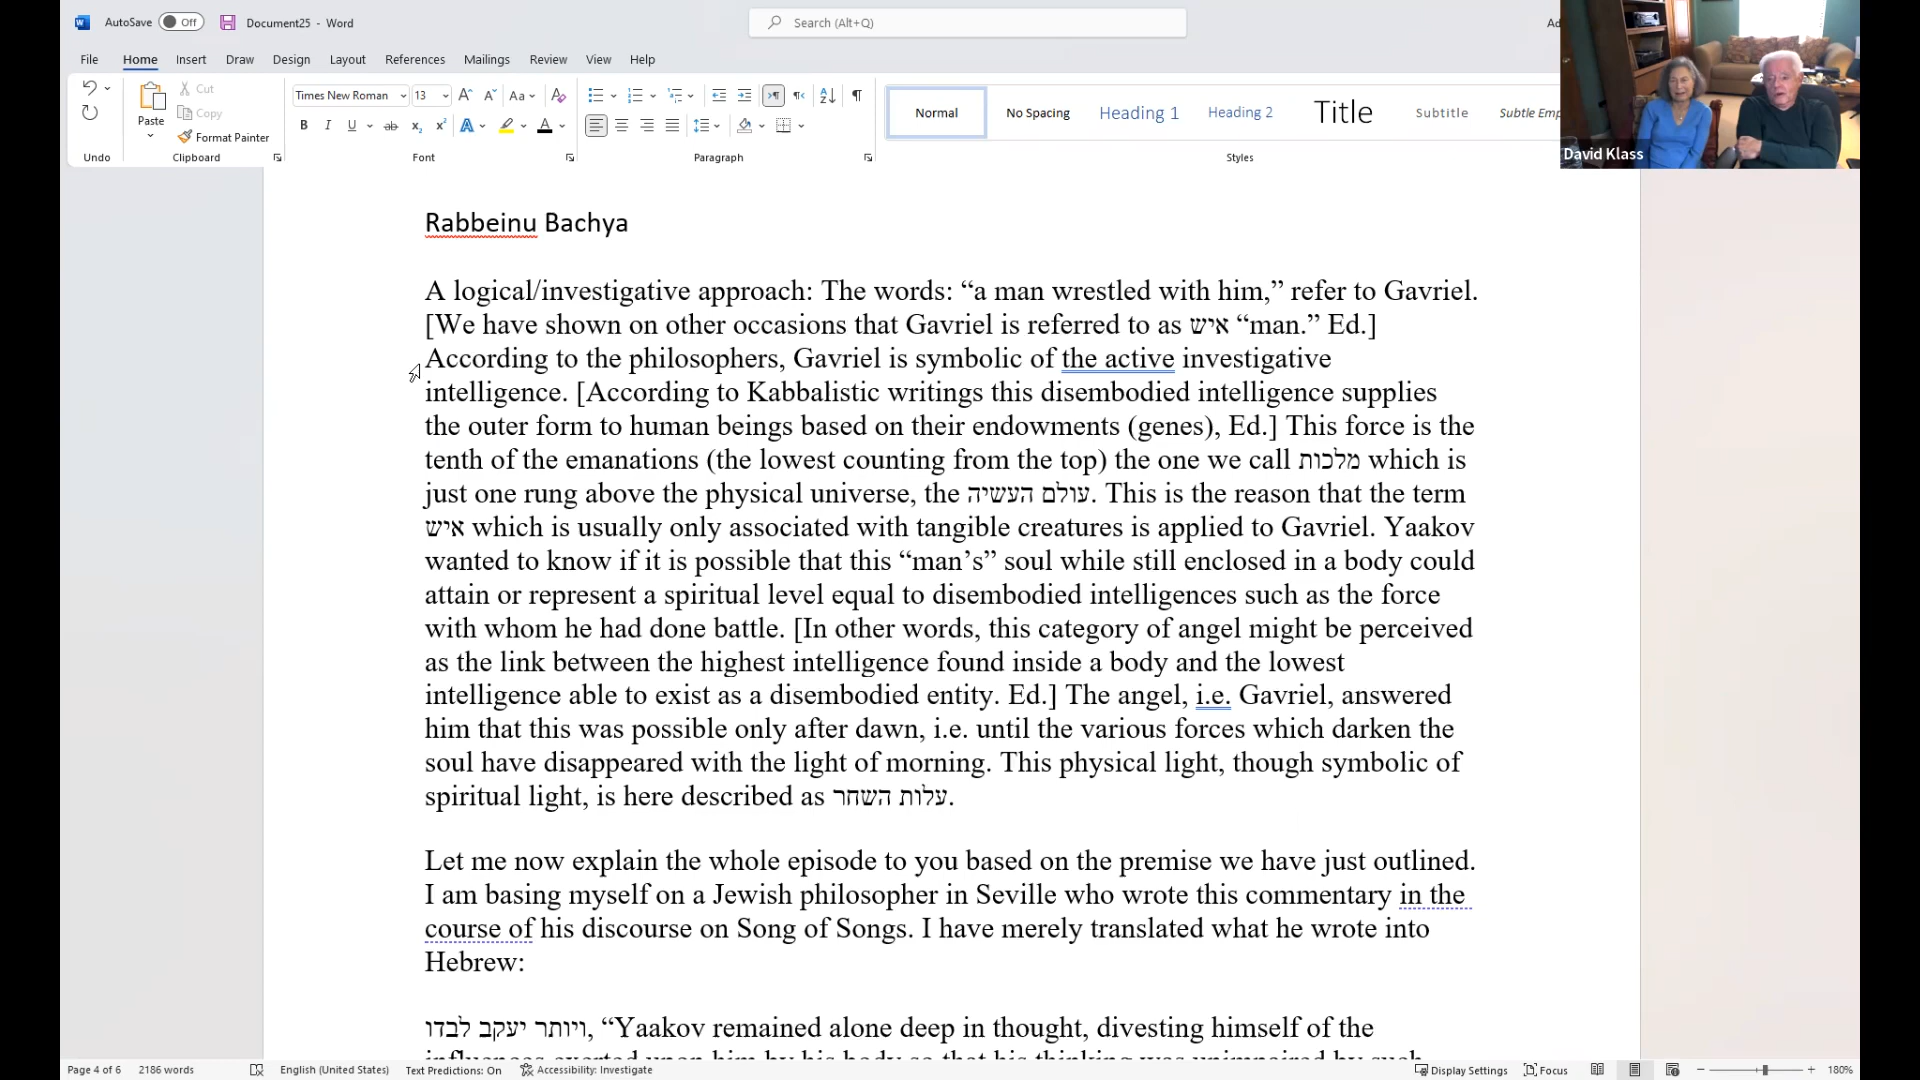 AutoSave Off Document25 - Word Search (Alt+Q)
File Home Insert Draw Design Layout References Mailings Review View Help
Paste Cut Copy Format Painter
Times New Roman 13
Normal No Spacing Heading 1 Heading 2 Title Subtitle Subtle
Undo Clipboard Font Paragraph Styles
David Klass
Rabbeinu Bachya
A logical/investigative approach: The words: “a man wrestled with him,” refer to Gavriel.
[We have shown on other occasions that Gavriel is referred to as איש “man.” Ed.]
According to the philosophers, Gavriel is symbolic of the active investigative
intelligence. [According to Kabbalistic writings this disembodied intelligence supplies
the outer form to human beings based on their endowments (genes), Ed.] This force is the
tenth of the emanations (the lowest counting from the top) the one we call מלכות which is
just one rung above the physical universe, the עולם העשיה. This is the reason that the term
איש which is usually only associated with tangible creatures is applied to Gavriel. Yaakov
wanted to know if it is possible that this “man’s” soul while still enclosed in a body could
attain or represent a spiritual level equal to disembodied intelligences such as the force
with whom he had done battle. [In other words, this category of angel might be perceived
as the link between the highest intelligence found inside a body and the lowest
intelligence able to exist as a disembodied entity. Ed.] The angel, i.e. Gavriel, answered
him that this was possible only after dawn, i.e. until the various forces which darken the
soul have disappeared with the light of morning. This physical light, though symbolic of
spiritual light, is here described as עלות השחר.
Let me now explain the whole episode to you based on the premise we have just outlined.
I am basing myself on a Jewish philosopher in Seville who wrote this commentary in the
course of his discourse on Song of Songs. I have merely translated what he wrote into
Hebrew:
ויותר יעקב לבדו, “Yaakov remained alone deep in thought, divesting himself of the
influences exerted upon him by his body so that his thinking was unimpaired by such
Page 4 of 6 2186 words English (United States) Text Predictions: On Accessibility: Investigate Display Settings Focus 180%